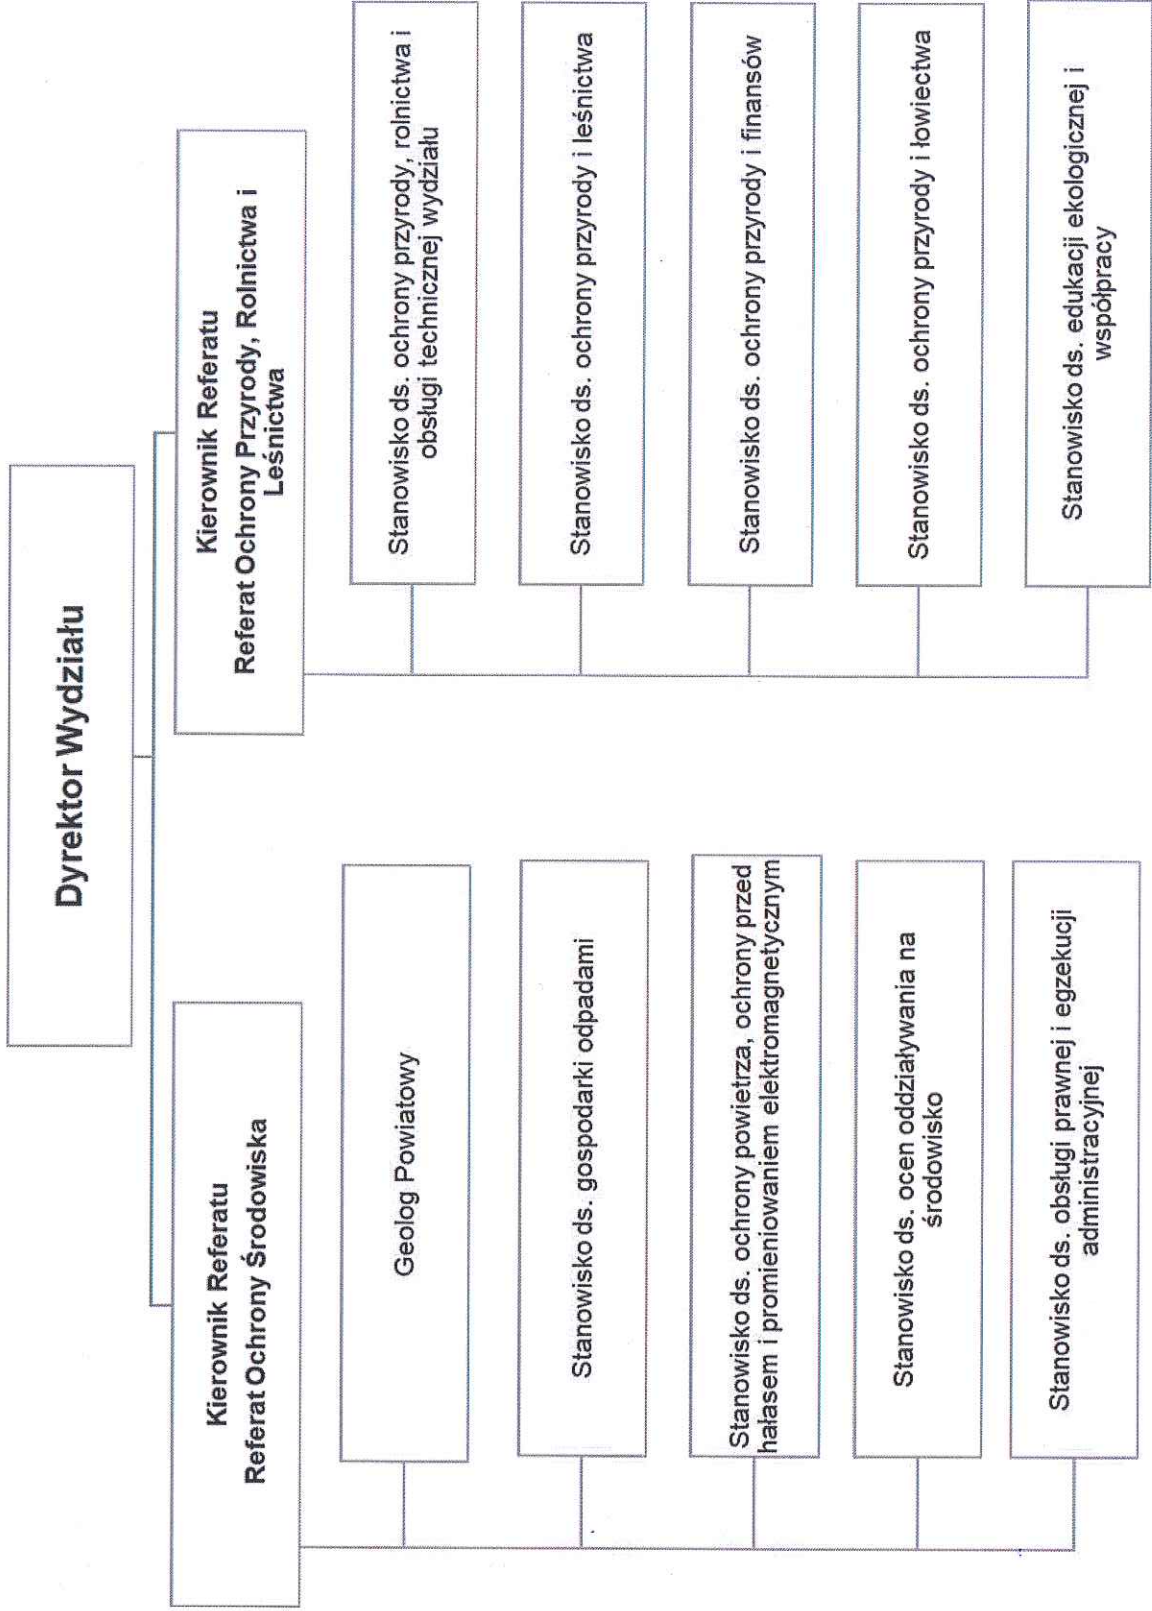 Dyrektor Wydziału
Kierownik Referatu
Referat Ochrony Środowiska
Geolog Powiatowy
Stanowisko ds. gospodarki odpadami
Stanowisko ds. ochrony powietrza, ochrony przed
hałasem i promieniowaniem elektromagnetycznym
Stanowisko ds. ocen oddziaływania na
środowisko
Stanowisko ds. obsługi prawnej i egzekucji
administracyjnej
Kierownik Referatu
Referat Ochrony Przyrody, Rolnictwa i
Leśnictwa
Stanowisko ds. ochrony przyrody, rolnictwa i
obsługi technicznej wydziału
Stanowisko ds. ochrony przyrody i leśnictwa
Stanowisko ds. ochrony przyrody i finansów
Stanowisko ds. ochrony przyrody i łowiectwa
Stanowisko ds. edukacji ekologicznej i
współpracy